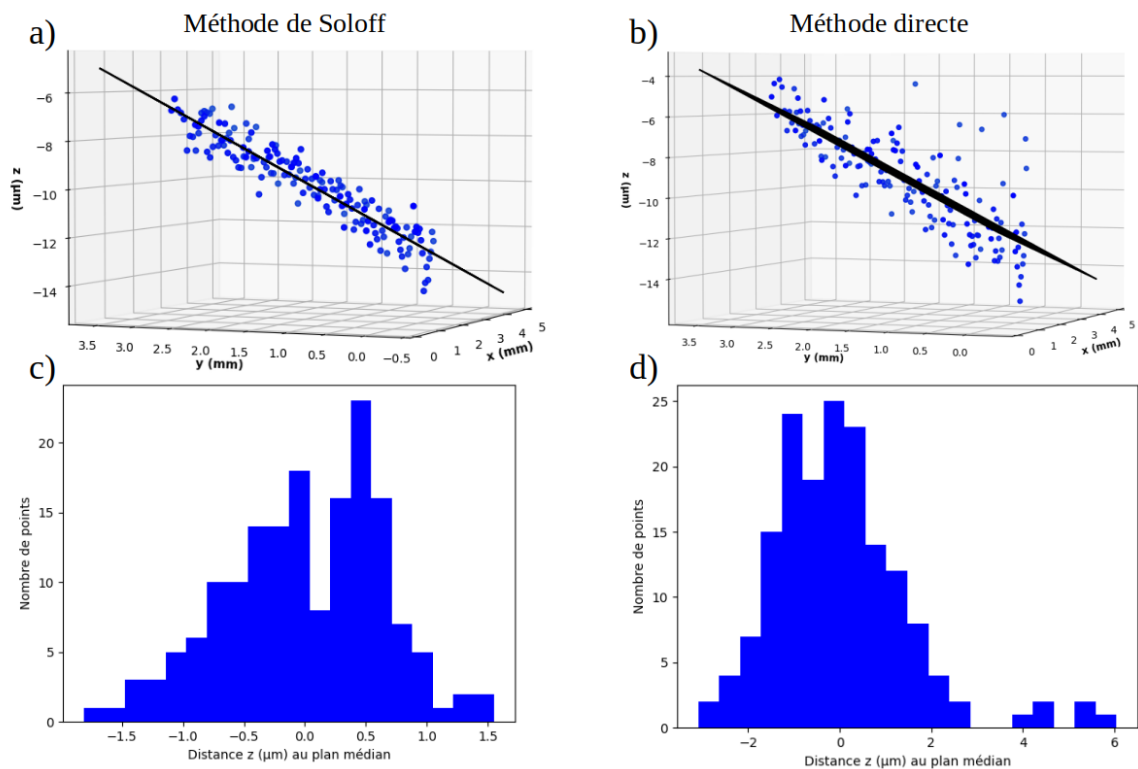 Méthode de Soloff
Méthode directe
a)
b)
−6
−8
−10
−12
−14
z (µm)
3.5 3.0 2.5 2.0 1.5 1.0 0.5 0.0 −0.5
y (mm)
0 1 2 3 4 5
x (mm)
−4
−6
−8
−10
−12
−14
z (µm)
3.5 3.0 2.5 2.0 1.5 1.0 0.5 0.0
y (mm)
0 1 2 3 4 5
x (mm)
c)
d)
20
15
10
5
0
Nombre de points
−1.5 −1.0 −0.5 0.0 0.5 1.0 1.5
Distance z (µm) au plan médian
25
20
15
10
5
0
Nombre de points
−2 0 2 4 6
Distance z (µm) au plan médian